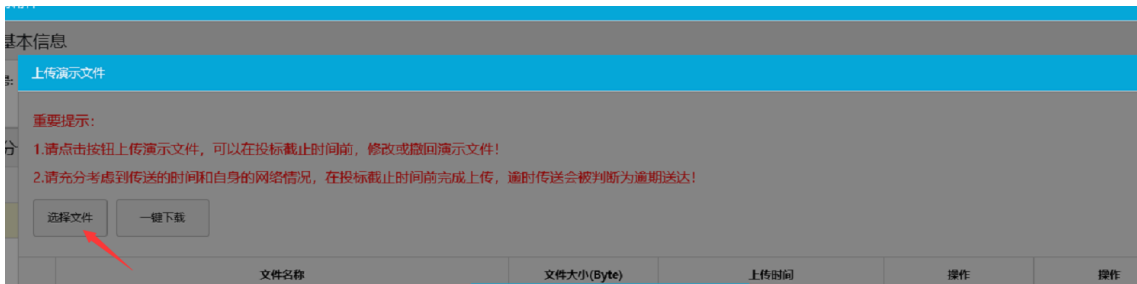 基本信息
上传演示文件
号:
重要提示:
分
1.请点击按钮上传演示文件，可以在投标截止时间前，修改或撤回演示文件！
2.请充分考虑到传送的时间和自身的网络情况，在投标截止时间前完成上传，逾时传送会被判断为逾期送达！
选择文件 一键下载
文件名称 文件大小(Byte) 上传时间 操作 操作